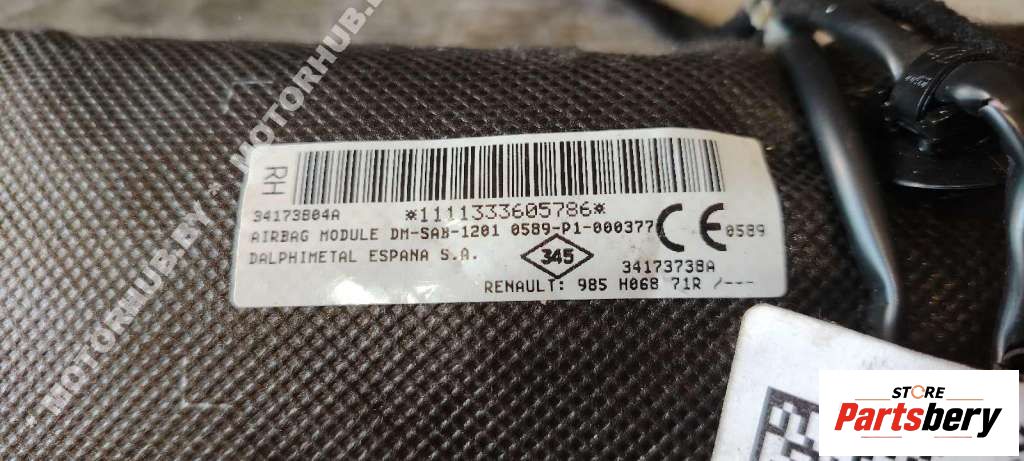 MOTORHUB.BY - MOTORHUB.BY
RH
34173B04A *1111333605786*
AIRBAG MODULE DM-SAB-1201 0589-P1-000377 CE 0589
DALPHIMETAL ESPANA S.A. 345 34173738A
RENAULT: 985 H068 71R /---
STORE
Partsbery